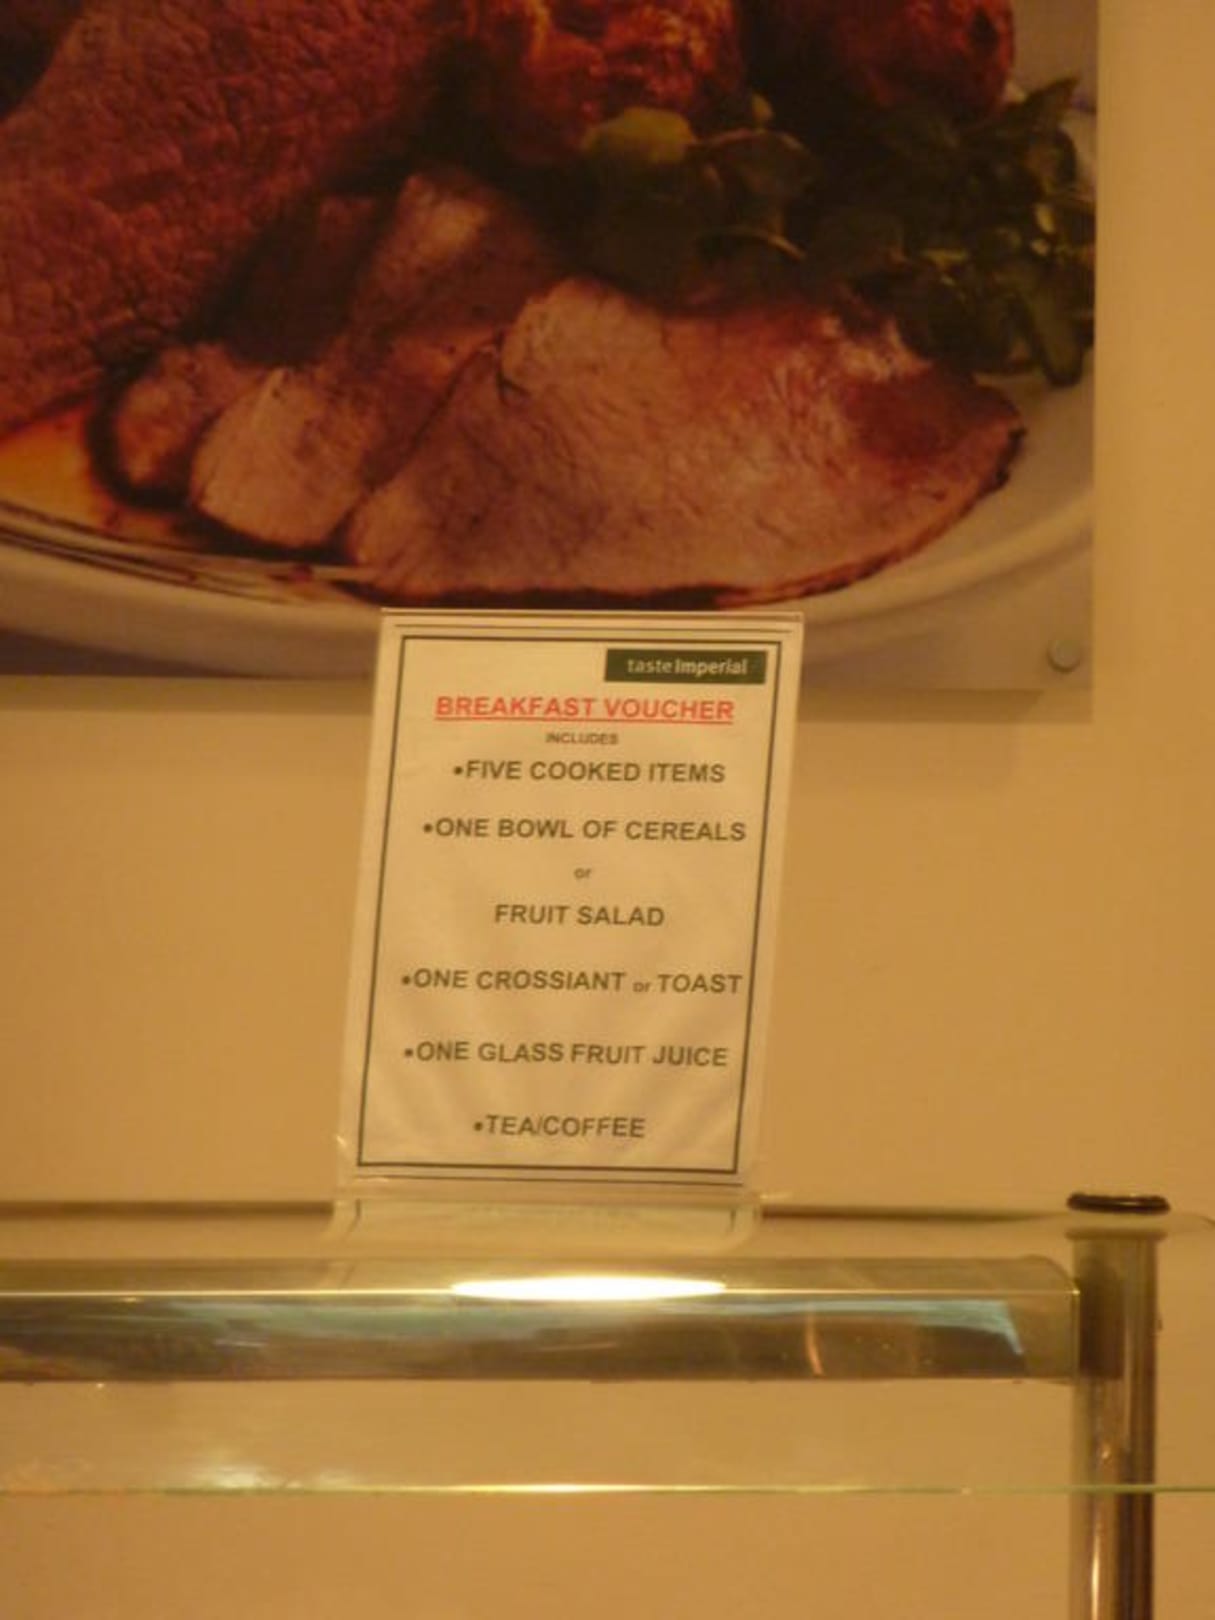 taste Imperial
BREAKFAST VOUCHER
INCLUDES
•FIVE COOKED ITEMS
•ONE BOWL OF CEREALS
or
FRUIT SALAD
•ONE CROSSIANT or TOAST
•ONE GLASS FRUIT JUICE
•TEA/COFFEE